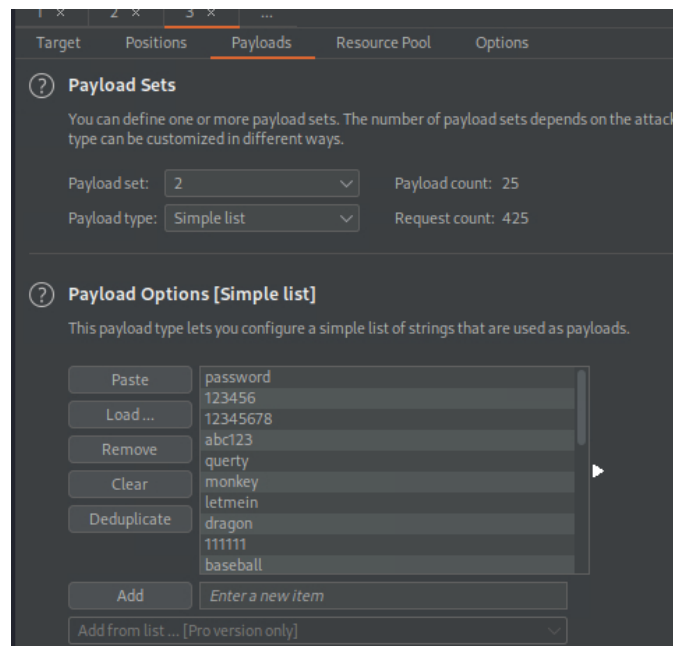 1 × 2 × 3 × ...
Target Positions Payloads Resource Pool Options
? Payload Sets
You can define one or more payload sets. The number of payload sets depends on the attack
type can be customized in different ways.
Payload set: 2 Payload count: 25
Payload type: Simple list Request count: 425
? Payload Options [Simple list]
This payload type lets you configure a simple list of strings that are used as payloads.
Paste
Load ...
Remove
Clear
Deduplicate
password
123456
12345678
abc123
querty
monkey
letmein
dragon
111111
baseball
Add Enter a new item
Add from list ... [Pro version only]